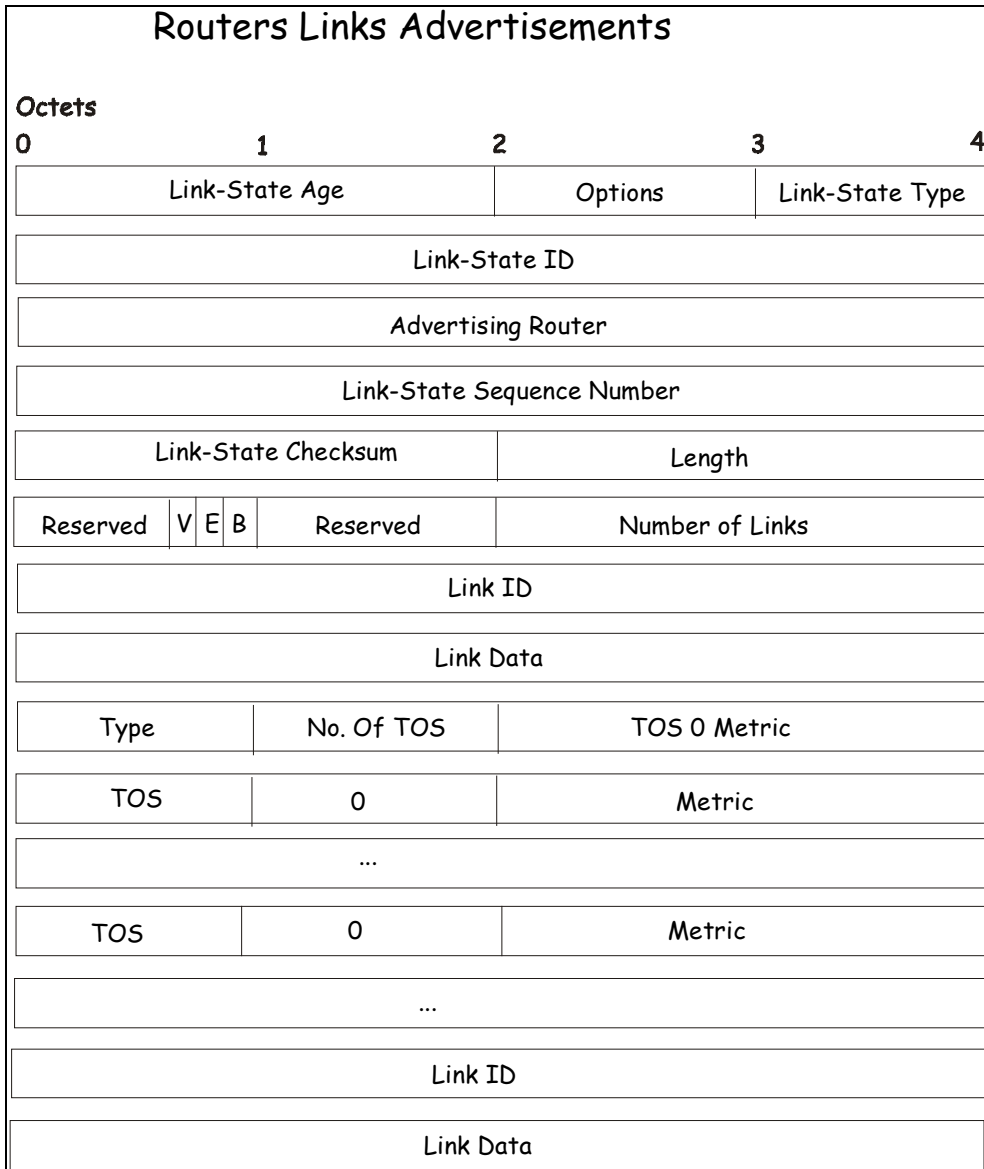 Routers Links Advertisements
Octets
0 1 2 3 4
Link-State Age Options Link-State Type
Link-State ID
Advertising Router
Link-State Sequence Number
Link-State Checksum Length
Reserved V E B Reserved Number of Links
Link ID
Link Data
Type No. Of TOS TOS 0 Metric
TOS 0 Metric
...
TOS 0 Metric
...
Link ID
Link Data